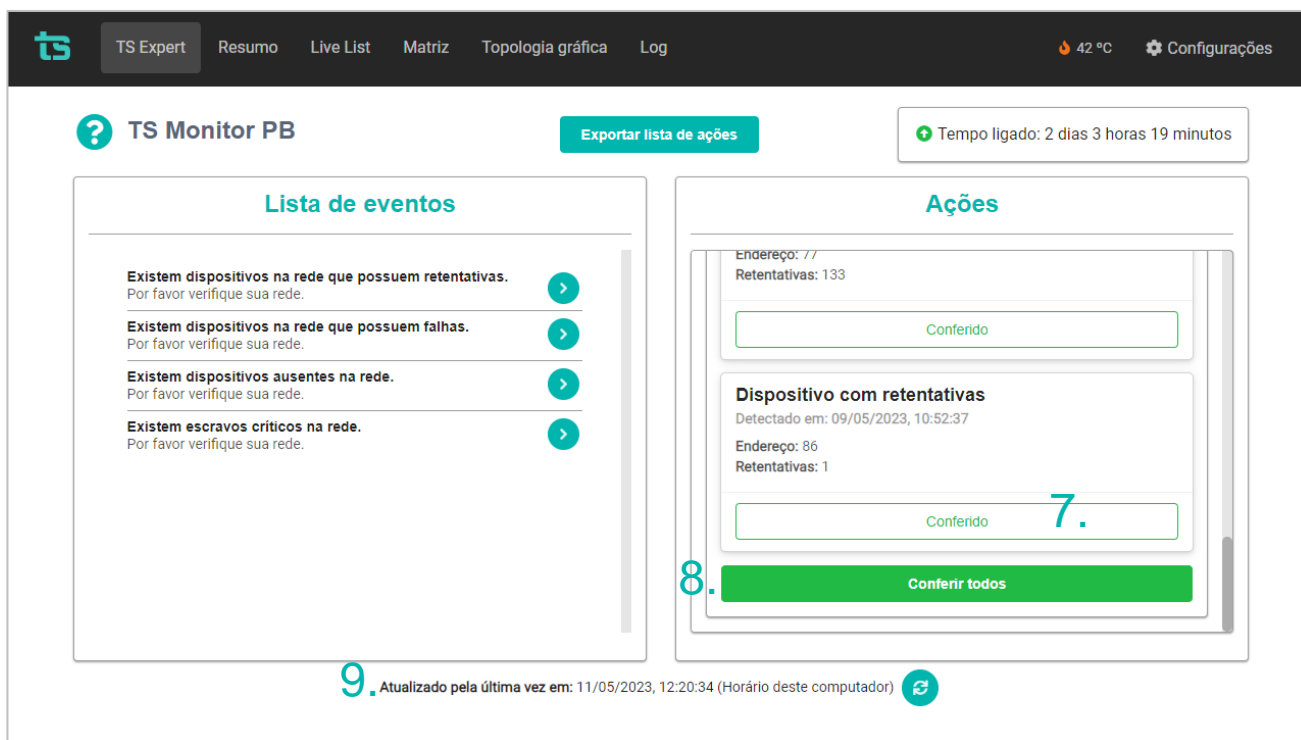 ts TS Expert Resumo Live List Matriz Topologia gráfica Log 42 ºC Configurações
? TS Monitor PB
Exportar lista de ações
Tempo ligado: 2 dias 3 horas 19 minutos
Lista de eventos
Existem dispositivos na rede que possuem retentativas.
Por favor verifique sua rede.
Existem dispositivos na rede que possuem falhas.
Por favor verifique sua rede.
Existem dispositivos ausentes na rede.
Por favor verifique sua rede.
Existem escravos críticos na rede.
Por favor verifique sua rede.
Ações
Endereço: 77
Retentativas: 133
Conferido
Dispositivo com retentativas
Detectado em: 09/05/2023, 10:52:37
Endereço: 86
Retentativas: 1
Conferido 7.
8. Conferir todos
9. Atualizado pela última vez em: 11/05/2023, 12:20:34 (Horário deste computador)